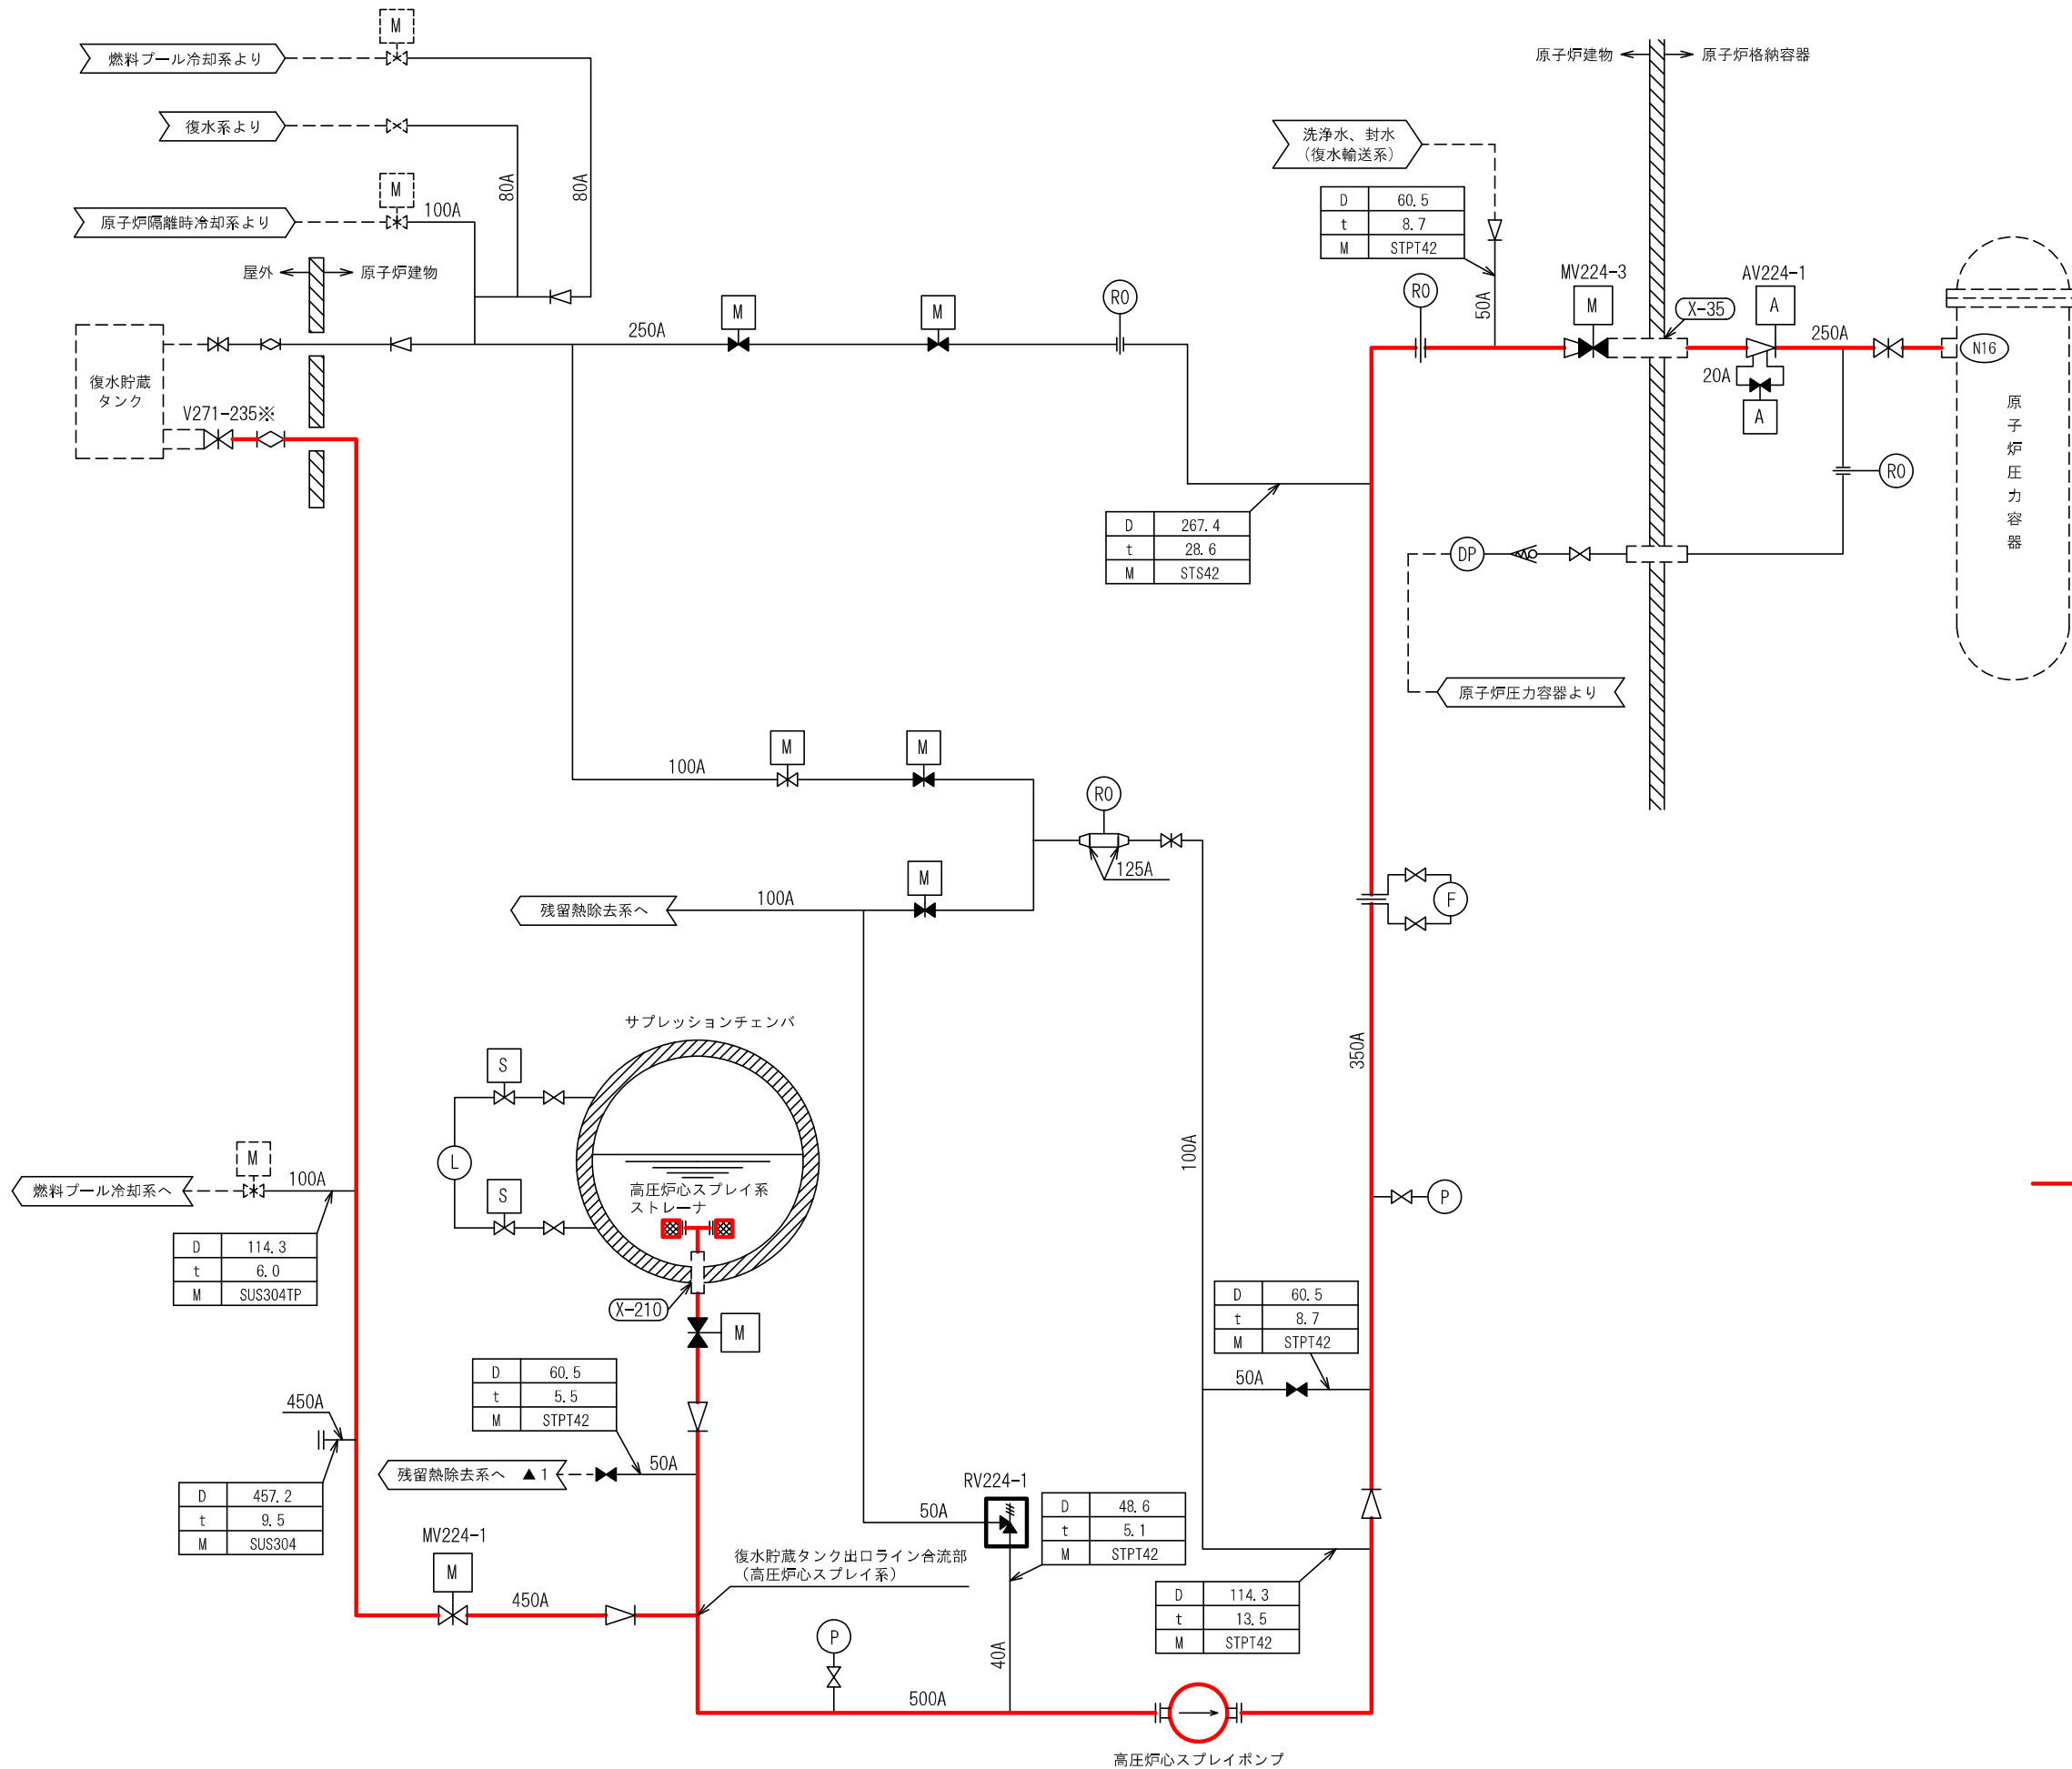 M
燃料プール冷却系より
復水系より
M
原子炉隔離時冷却系より
100A
80A
80A
屋外
原子炉建物
復水貯蔵
タンク
V271-235※
250A
M
M
RO
原子炉建物
原子炉格納容器
洗浄水、封水
(復水輸送系)
D 60.5
t 8.7
M STPT42
50A
RO
MV224-3
M
X-35
AV224-1
A
250A
20A
A
N16
原子炉圧力容器
RO
DP
原子炉圧力容器より
D 267.4
t 28.6
M STS42
100A
M
M
RO
125A
M
残留熱除去系へ
100A
F
350A
100A
P
サプレッションチェンバ
S
L
S
高圧炉心スプレイ系
ストレーナ
X-210
M
M
燃料プール冷却系へ
100A
D 114.3
t 6.0
M SUS304TP
450A
D 457.2
t 9.5
M SUS304
D 60.5
t 5.5
M STPT42
残留熱除去系へ ▲1
50A
MV224-1
M
450A
復水貯蔵タンク出口ライン合流部
(高圧炉心スプレイ系)
RV224-1
50A
D 48.6
t 5.1
M STPT42
40A
D 60.5
t 8.7
M STPT42
50A
D 114.3
t 13.5
M STPT42
P
500A
高圧炉心スプレイポンプ